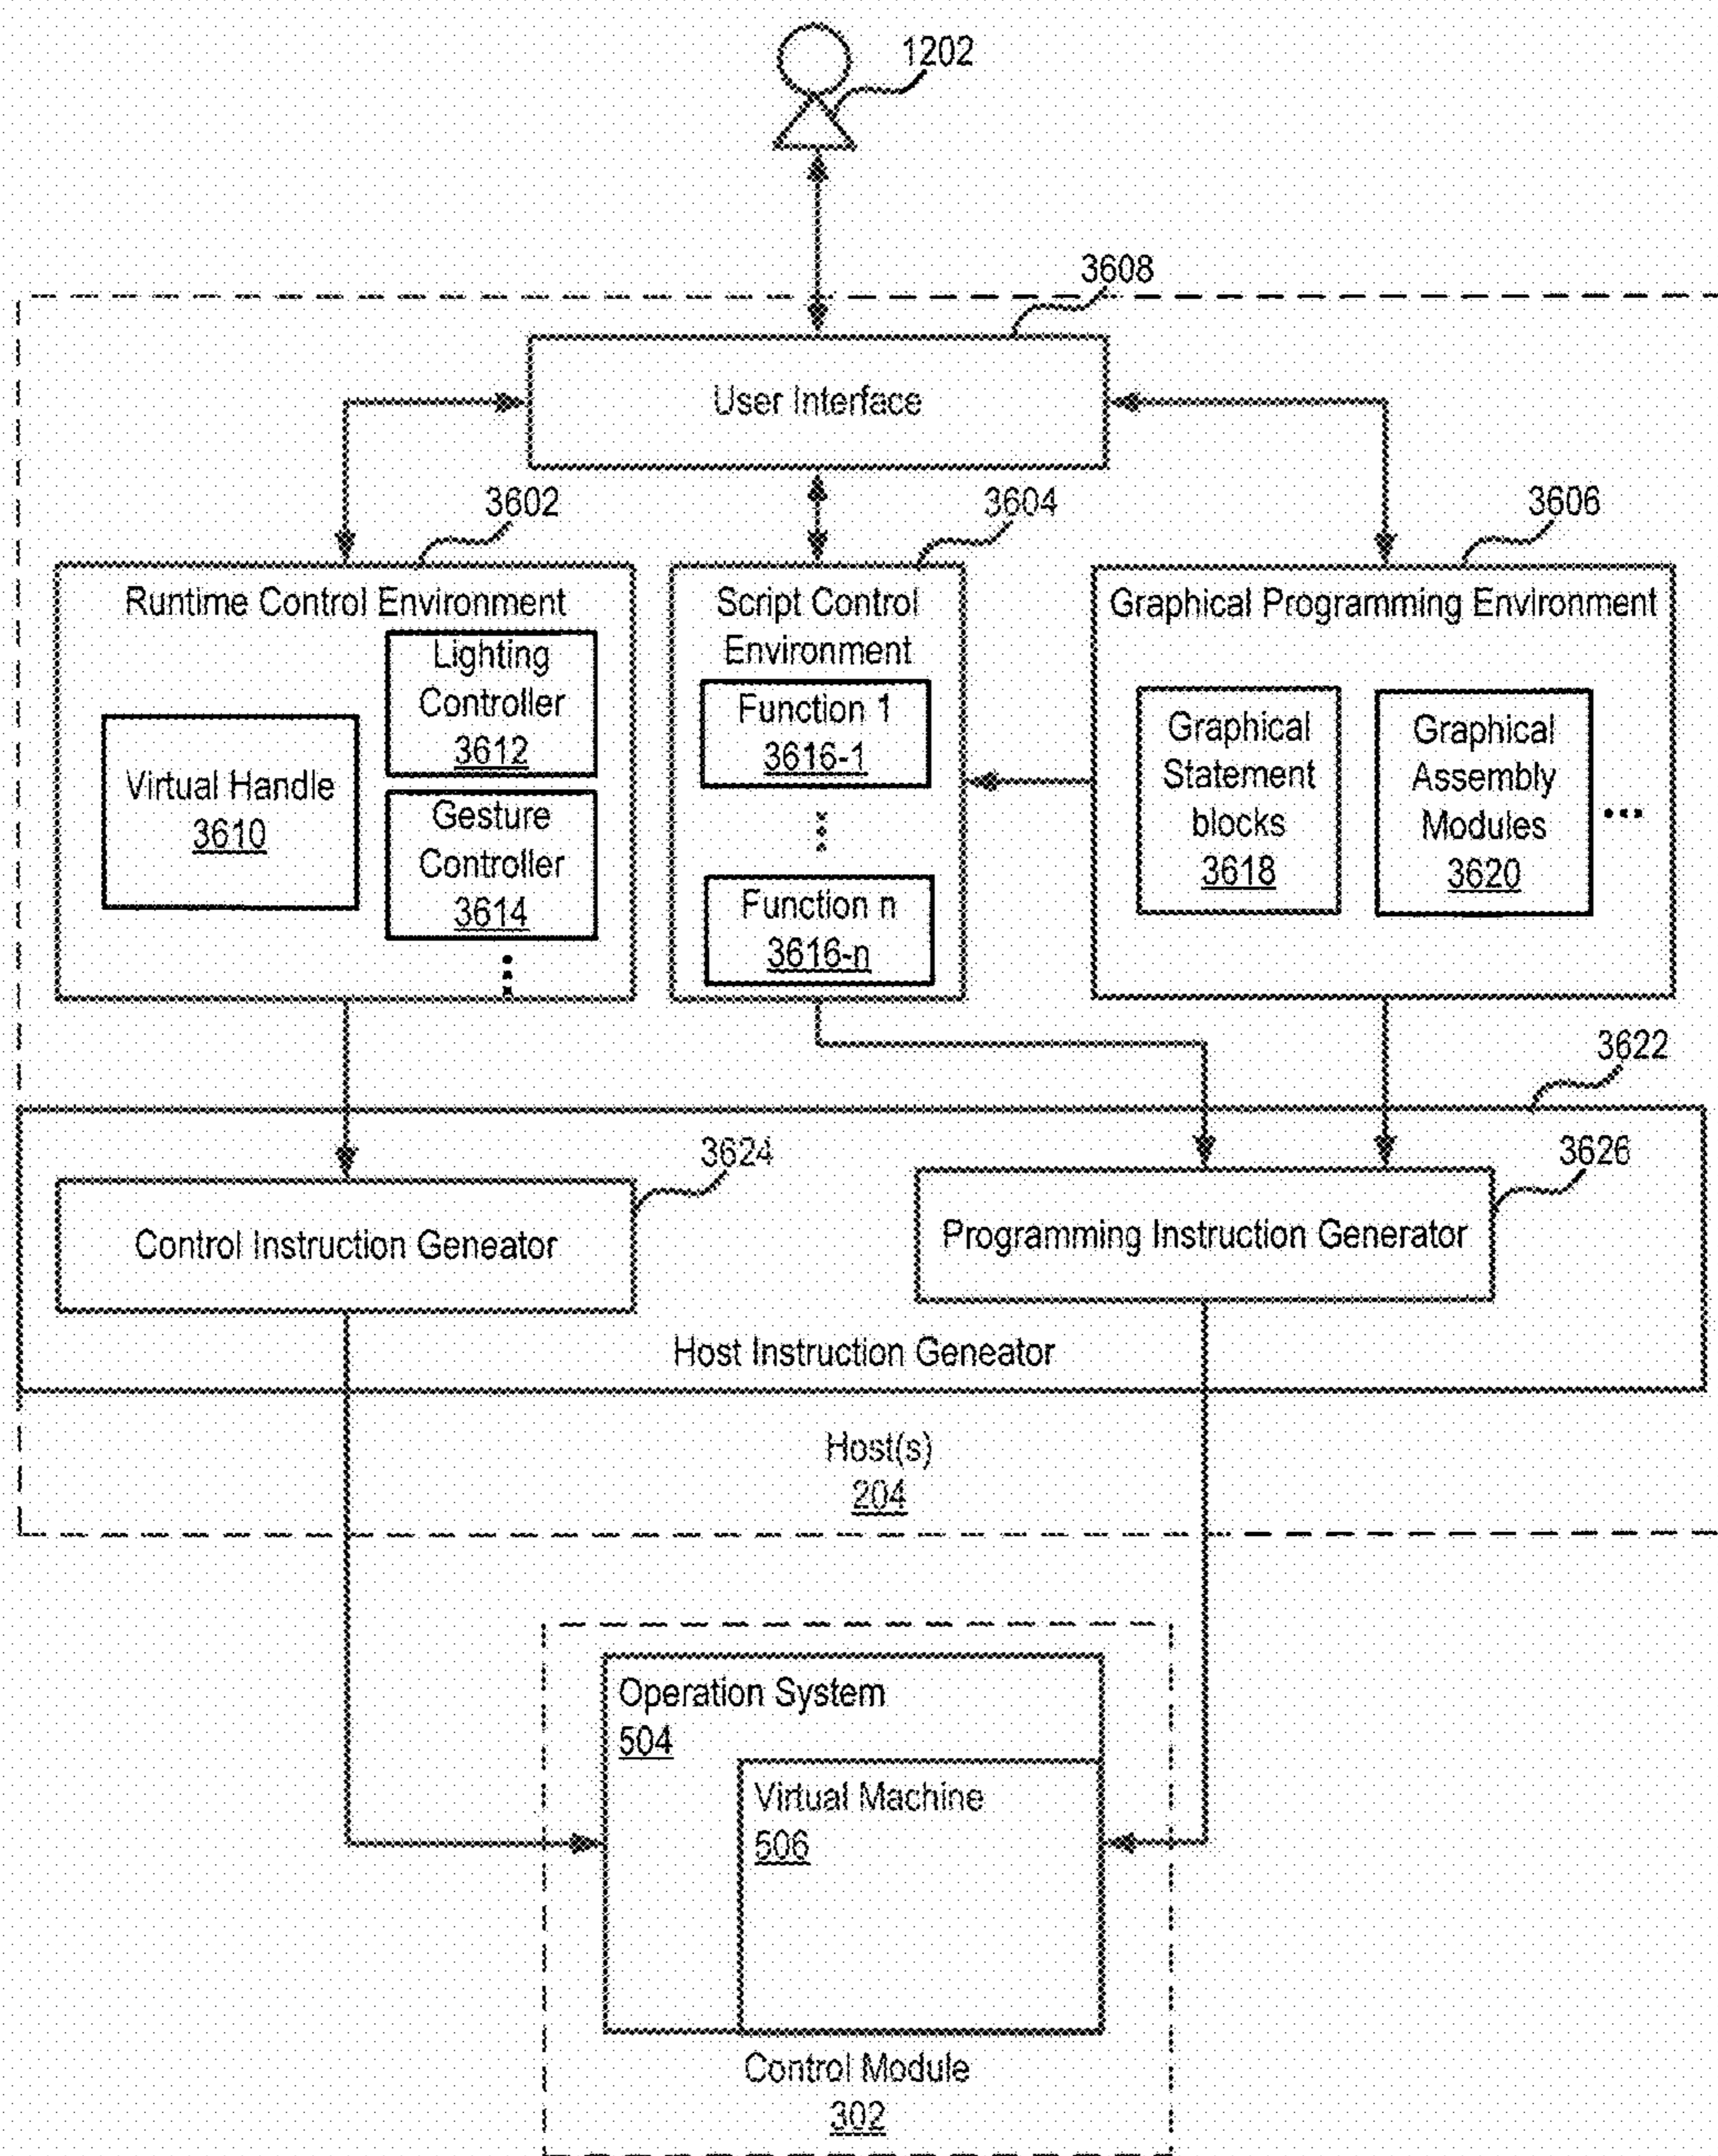 1202
3608
User Interface
3602
3604
3606
Runtime Control Environment
Lighting
Controller
3612
Virtual Handle
3610
Gesture
Controller
3614
Script Control
Environment
Function 1
3616-1
Function n
3616-n
Graphical Programming Environment
Graphical
Statement
blocks
3618
Graphical
Assembly
Modules
3620
3622
3624
3626
Control Instruction Geneator
Programming Instruction Generator
Host Instruction Geneator
Host(s)
204
Operation System
504
Virtual Machine
506
Control Module
302